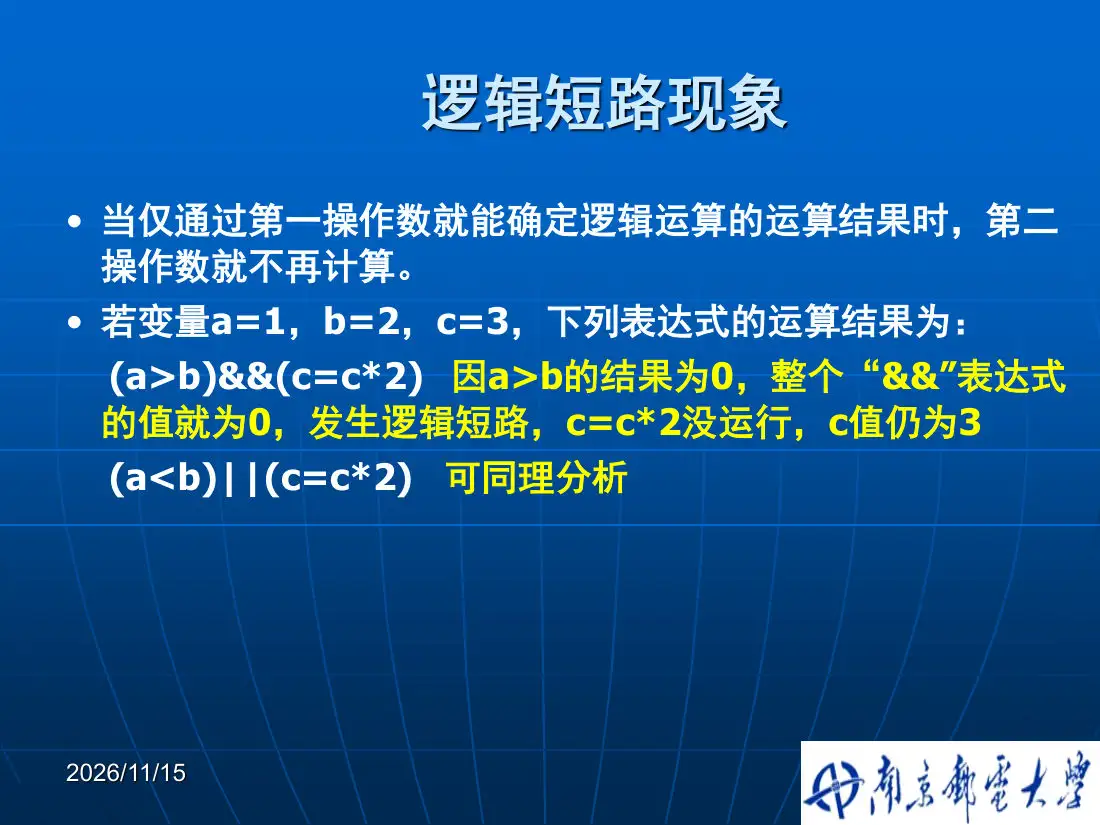 逻辑短路现象
• 当仅通过第一操作数就能确定逻辑运算的运算结果时，第二
操作数就不再计算。
• 若变量a=1，b=2，c=3，下列表达式的运算结果为：
(a>b)&&(c=c*2) 因a>b的结果为0，整个“&&”表达式
的值就为0，发生逻辑短路，c=c*2没运行，c值仍为3
(a<b)||(c=c*2) 可同理分析
2026/11/15
南京邮电大学